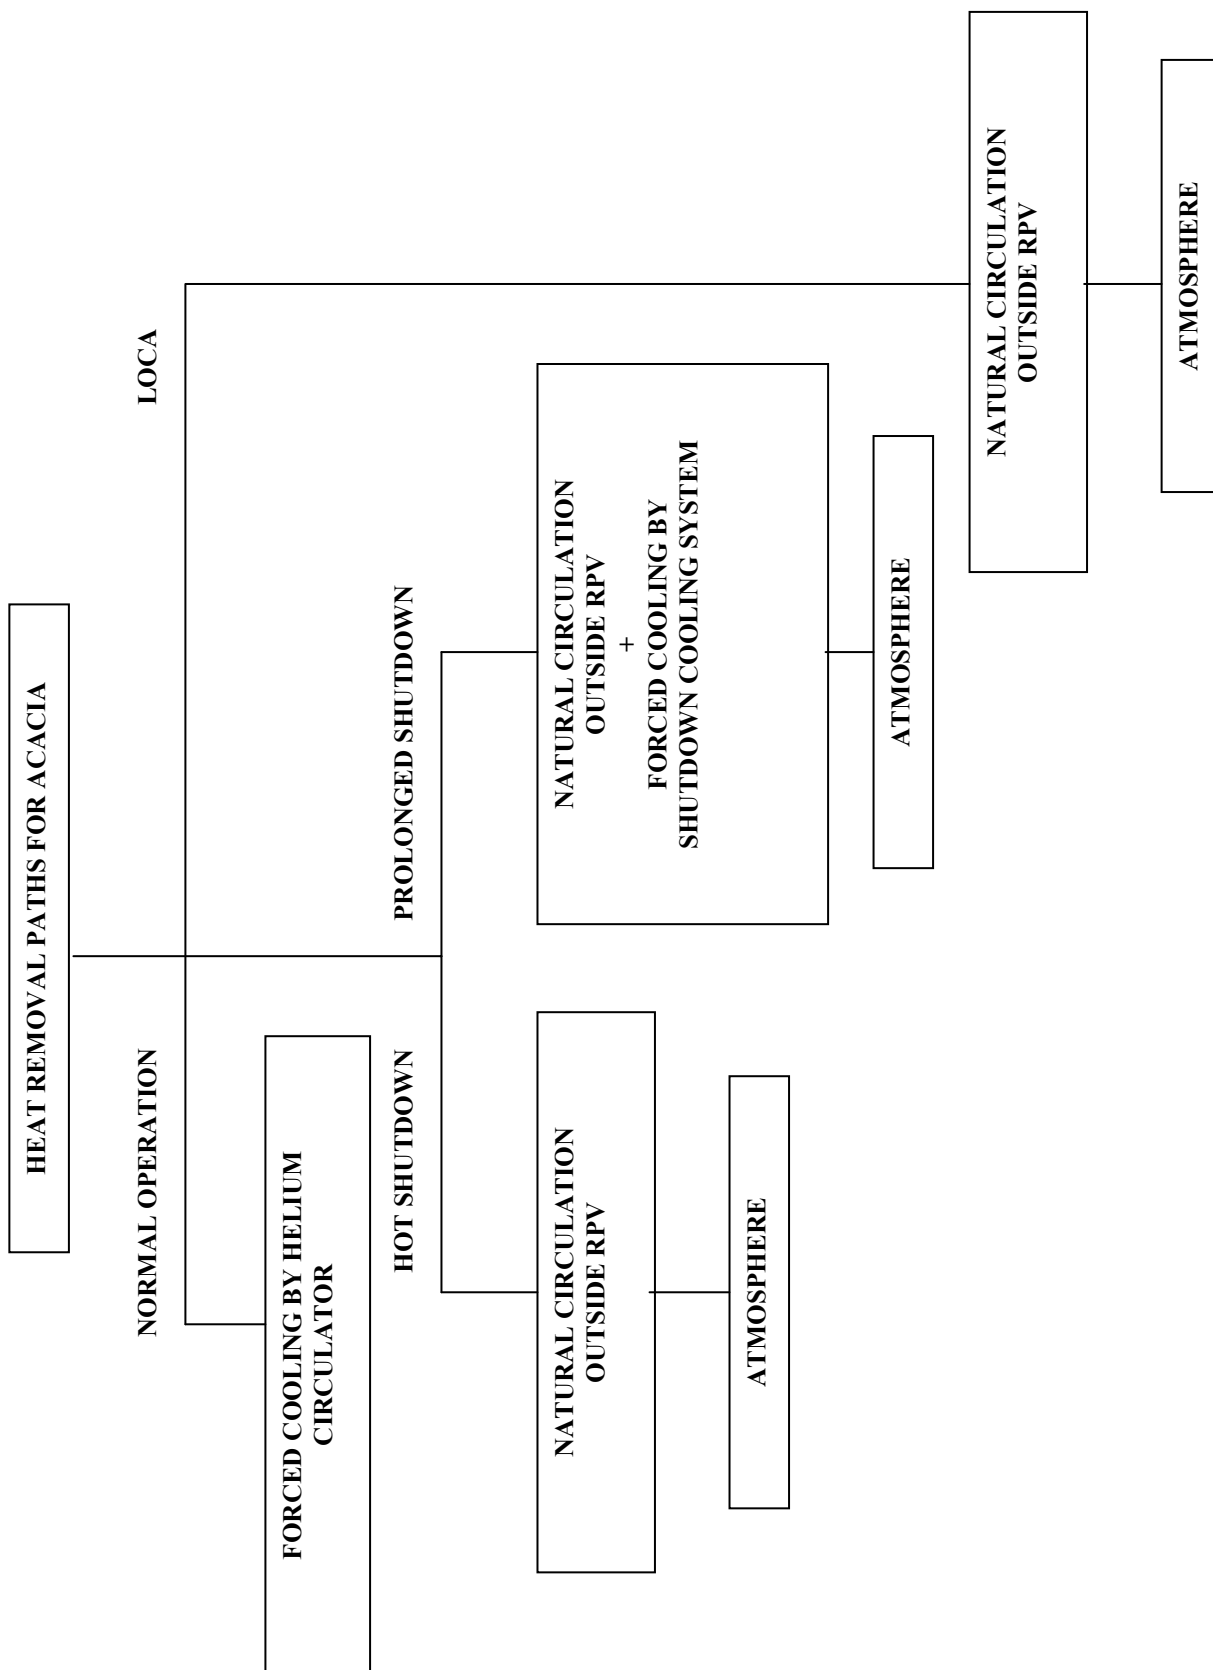 HEAT REMOVAL PATHS FOR ACACIA
NORMAL OPERATION
LOCA
FORCED COOLING BY HELIUM
CIRCULATOR
HOT SHUTDOWN
PROLONGED SHUTDOWN
NATURAL CIRCULATION
OUTSIDE RPV
ATMOSPHERE
NATURAL CIRCULATION
OUTSIDE RPV
+
FORCED COOLING BY
SHUTDOWN COOLING SYSTEM
ATMOSPHERE
NATURAL CIRCULATION
OUTSIDE RPV
ATMOSPHERE